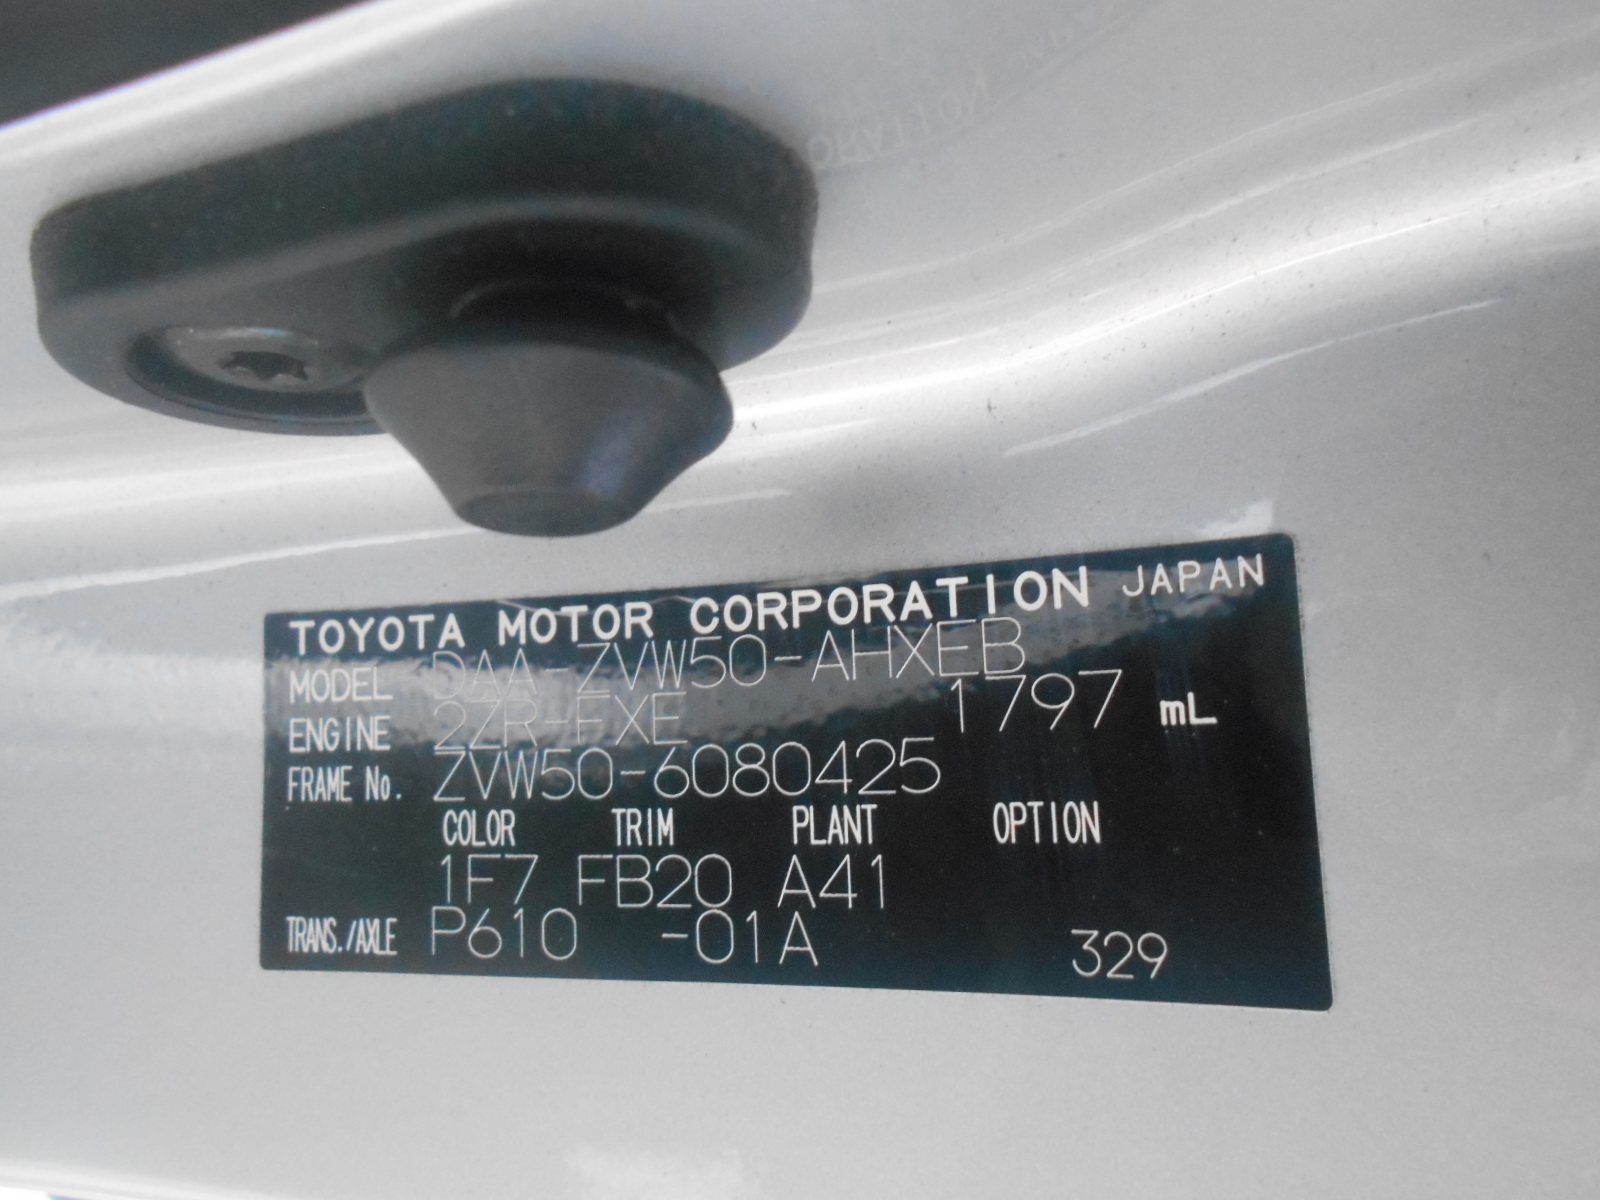 TOYOTA MOTOR CORPORATION JAPAN
MODEL DAA-ZVW50-AHXEB
ENGINE 2ZR-FXE 1797 mL
FRAME No. ZVW50-6080425
COLOR TRIM PLANT OPTION
1F7 FB20 A41
TRANS./AXLE P610 -01A 329